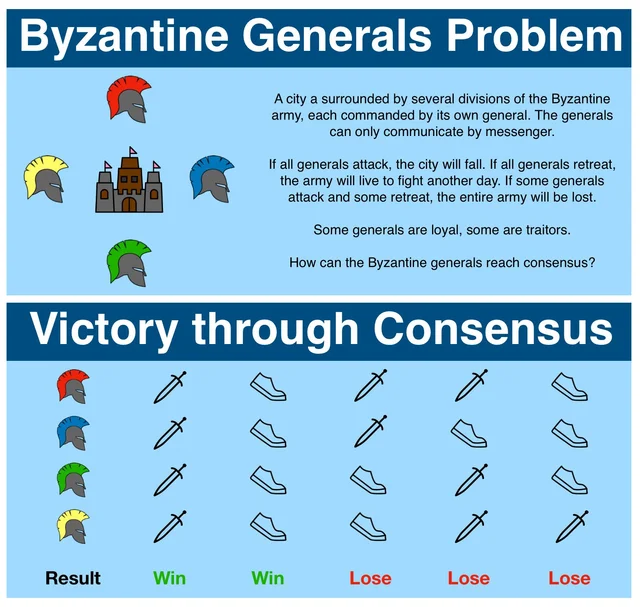 Byzantine Generals Problem
A city a surrounded by several divisions of the Byzantine
army, each commanded by its own general. The generals
can only communicate by messenger.
If all generals attack, the city will fall. If all generals retreat,
the army will live to fight another day. If some generals
attack and some retreat, the entire army will be lost.
Some generals are loyal, some are traitors.
How can the Byzantine generals reach consensus?
Victory through Consensus
Result Win Win Lose Lose Lose